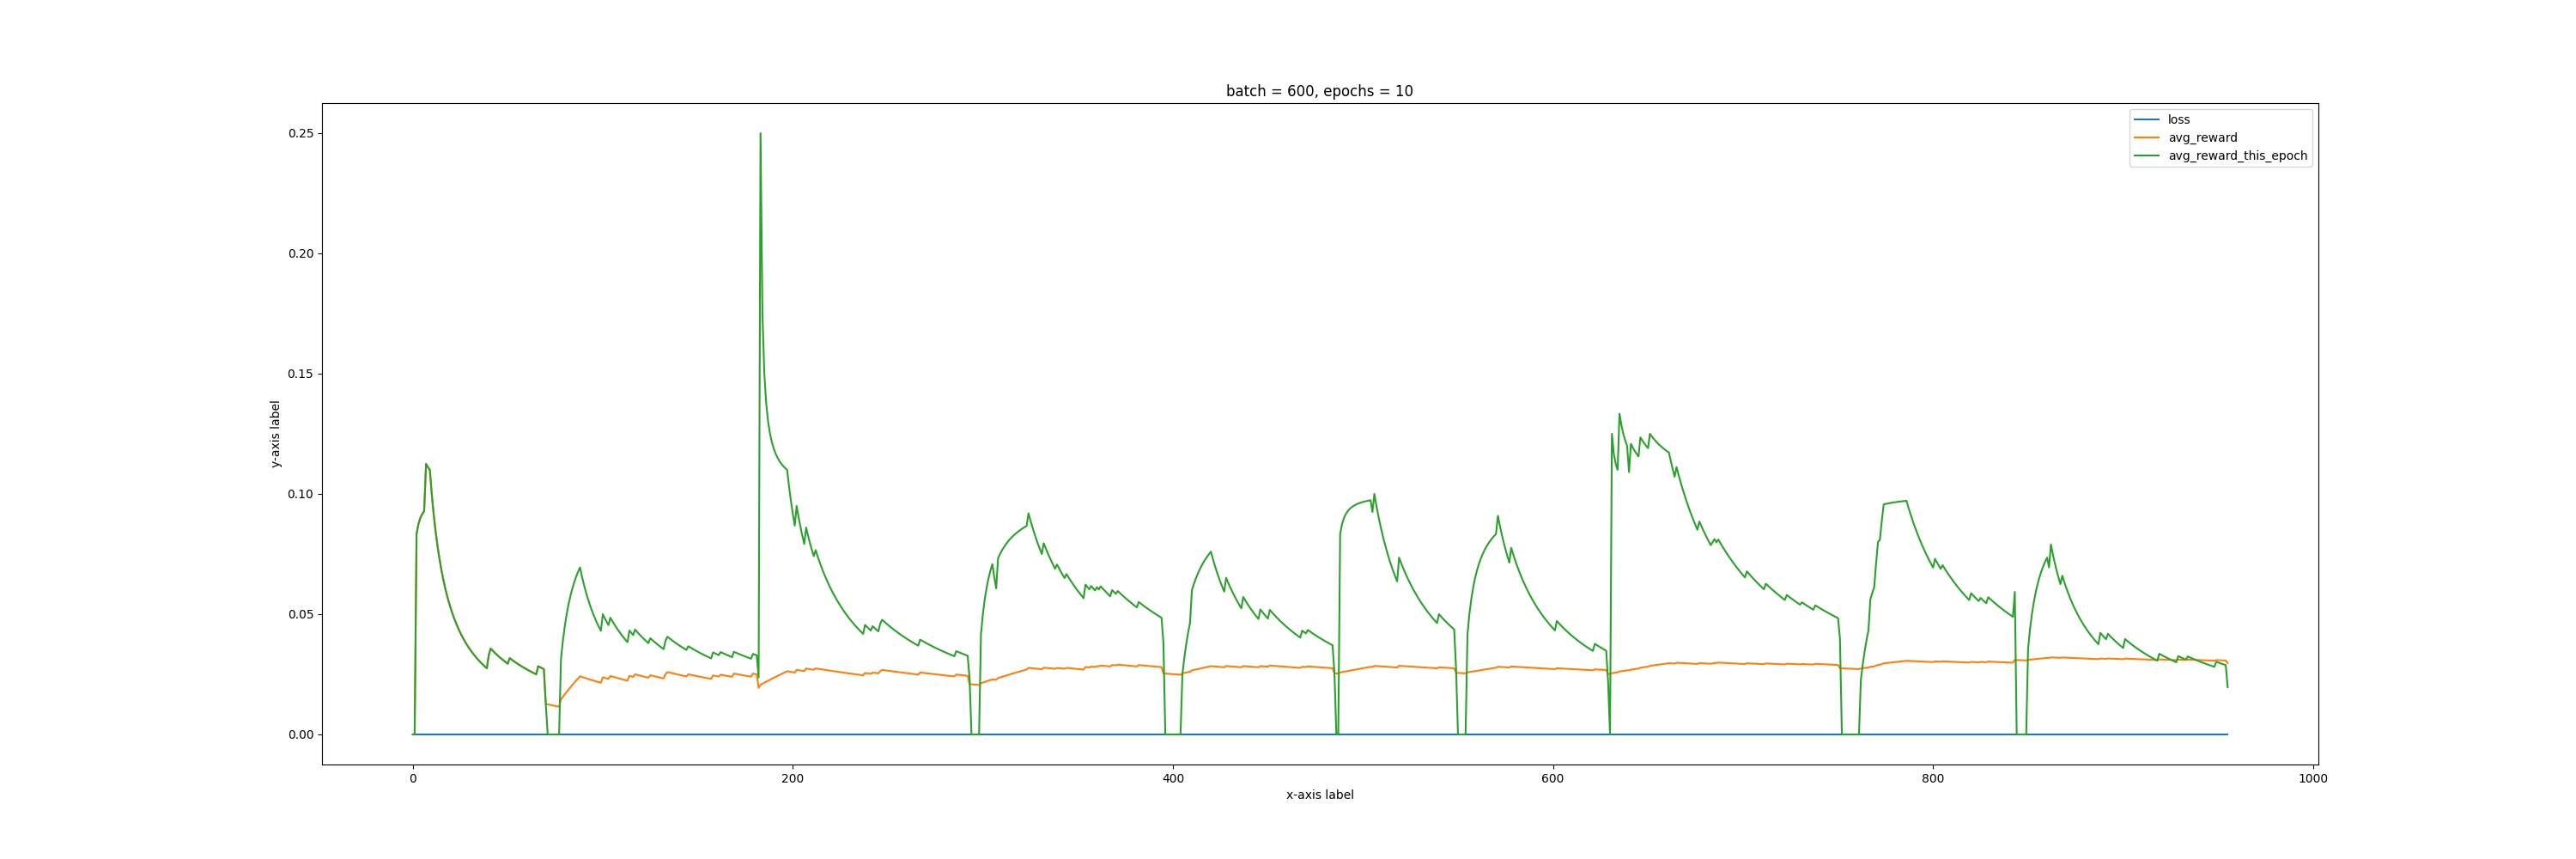 batch = 600, epochs = 10
loss
avg_reward
avg_reward_this_epoch
y-axis label
0.25
0.20
0.15
0.10
0.05
0.00
0
200
400
600
800
1000
x-axis label